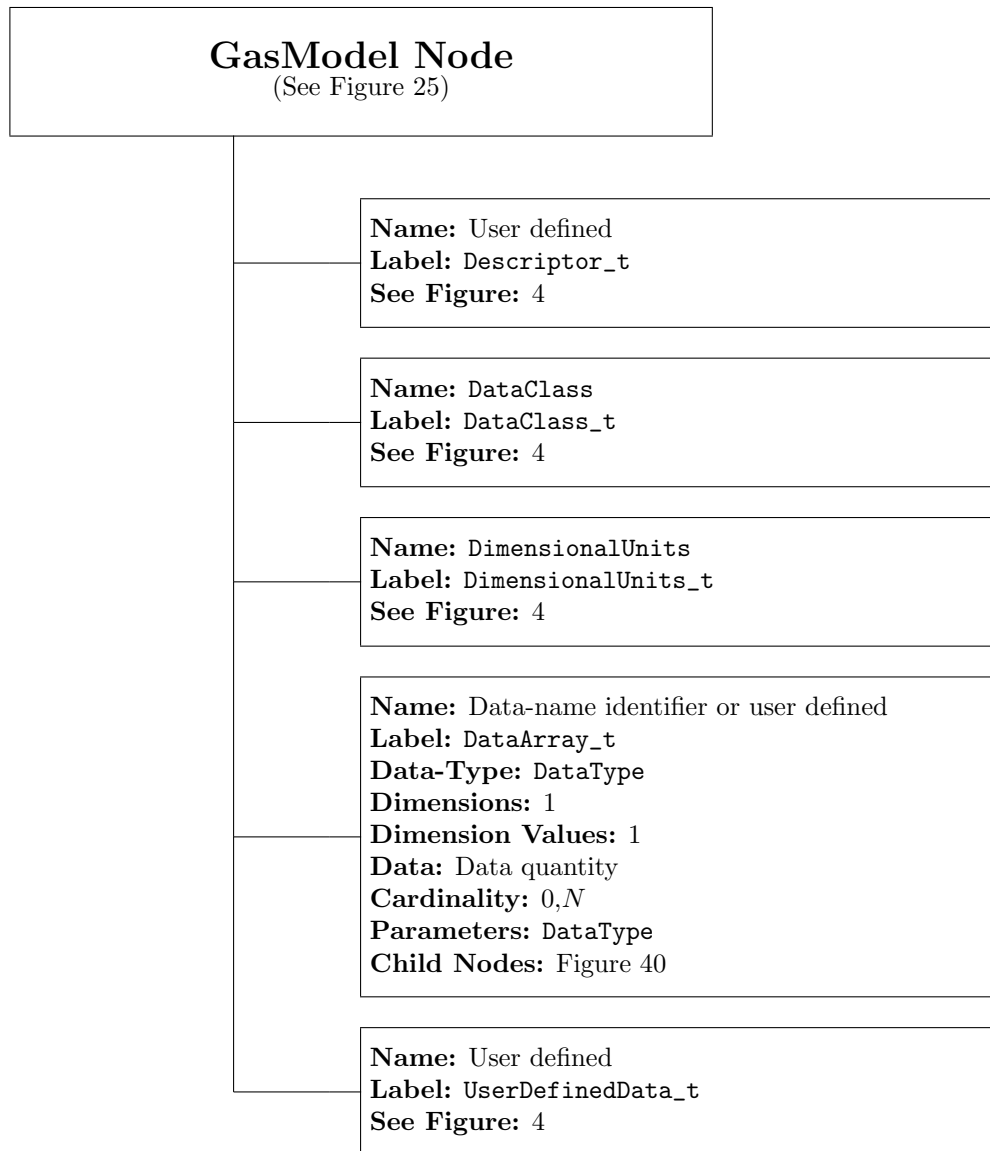 GasModel Node
(See Figure 25)
Name: User defined
Label: Descriptor_t
See Figure: 4
Name: DataClass
Label: DataClass_t
See Figure: 4
Name: DimensionalUnits
Label: DimensionalUnits_t
See Figure: 4
Name: Data-name identifier or user defined
Label: DataArray_t
Data-Type: DataType
Dimensions: 1
Dimension Values: 1
Data: Data quantity
Cardinality: 0,N
Parameters: DataType
Child Nodes: Figure 40
Name: User defined
Label: UserDefinedData_t
See Figure: 4